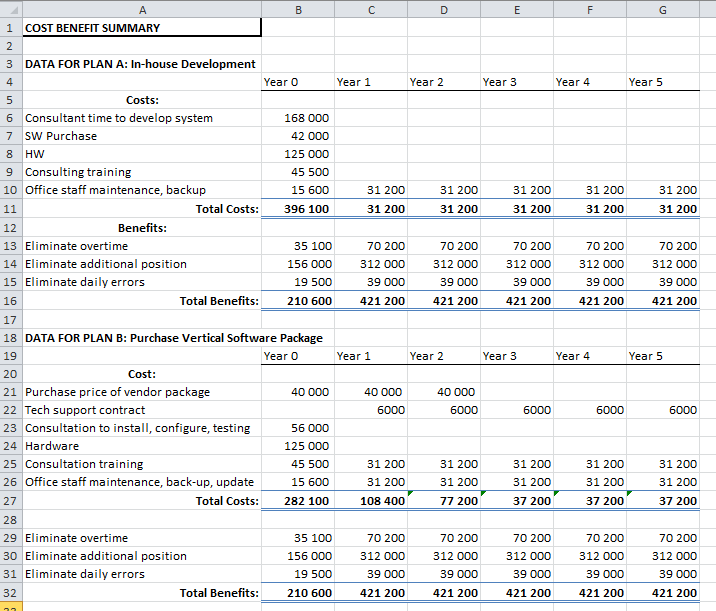 A B C D E F G
1 COST BENEFIT SUMMARY
2
3 DATA FOR PLAN A: In-house Development
4 Year 0 Year 1 Year 2 Year 3 Year 4 Year 5
5 Costs:
6 Consultant time to develop system 168 000
7 SW Purchase 42 000
8 HW 125 000
9 Consulting training 45 500
10 Office staff maintenance, backup 15 600 31 200 31 200 31 200 31 200 31 200
11 Total Costs: 396 100 31 200 31 200 31 200 31 200 31 200
12 Benefits:
13 Eliminate overtime 35 100 70 200 70 200 70 200 70 200 70 200
14 Eliminate additional position 156 000 312 000 312 000 312 000 312 000 312 000
15 Eliminate daily errors 19 500 39 000 39 000 39 000 39 000 39 000
16 Total Benefits: 210 600 421 200 421 200 421 200 421 200 421 200
17
18 DATA FOR PLAN B: Purchase Vertical Software Package
19 Year 0 Year 1 Year 2 Year 3 Year 4 Year 5
20 Cost:
21 Purchase price of vendor package 40 000 40 000 40 000
22 Tech support contract 6000 6000 6000 6000 6000
23 Consultation to install, configure, testing 56 000
24 Hardware 125 000
25 Consultation training 45 500 31 200 31 200 31 200 31 200 31 200
26 Office staff maintenance, back-up, update 15 600 31 200 31 200 31 200 31 200 31 200
27 Total Costs: 282 100 108 400 77 200 37 200 37 200 37 200
28
29 Eliminate overtime 35 100 70 200 70 200 70 200 70 200 70 200
30 Eliminate additional position 156 000 312 000 312 000 312 000 312 000 312 000
31 Eliminate daily errors 19 500 39 000 39 000 39 000 39 000 39 000
32 Total Benefits: 210 600 421 200 421 200 421 200 421 200 421 200